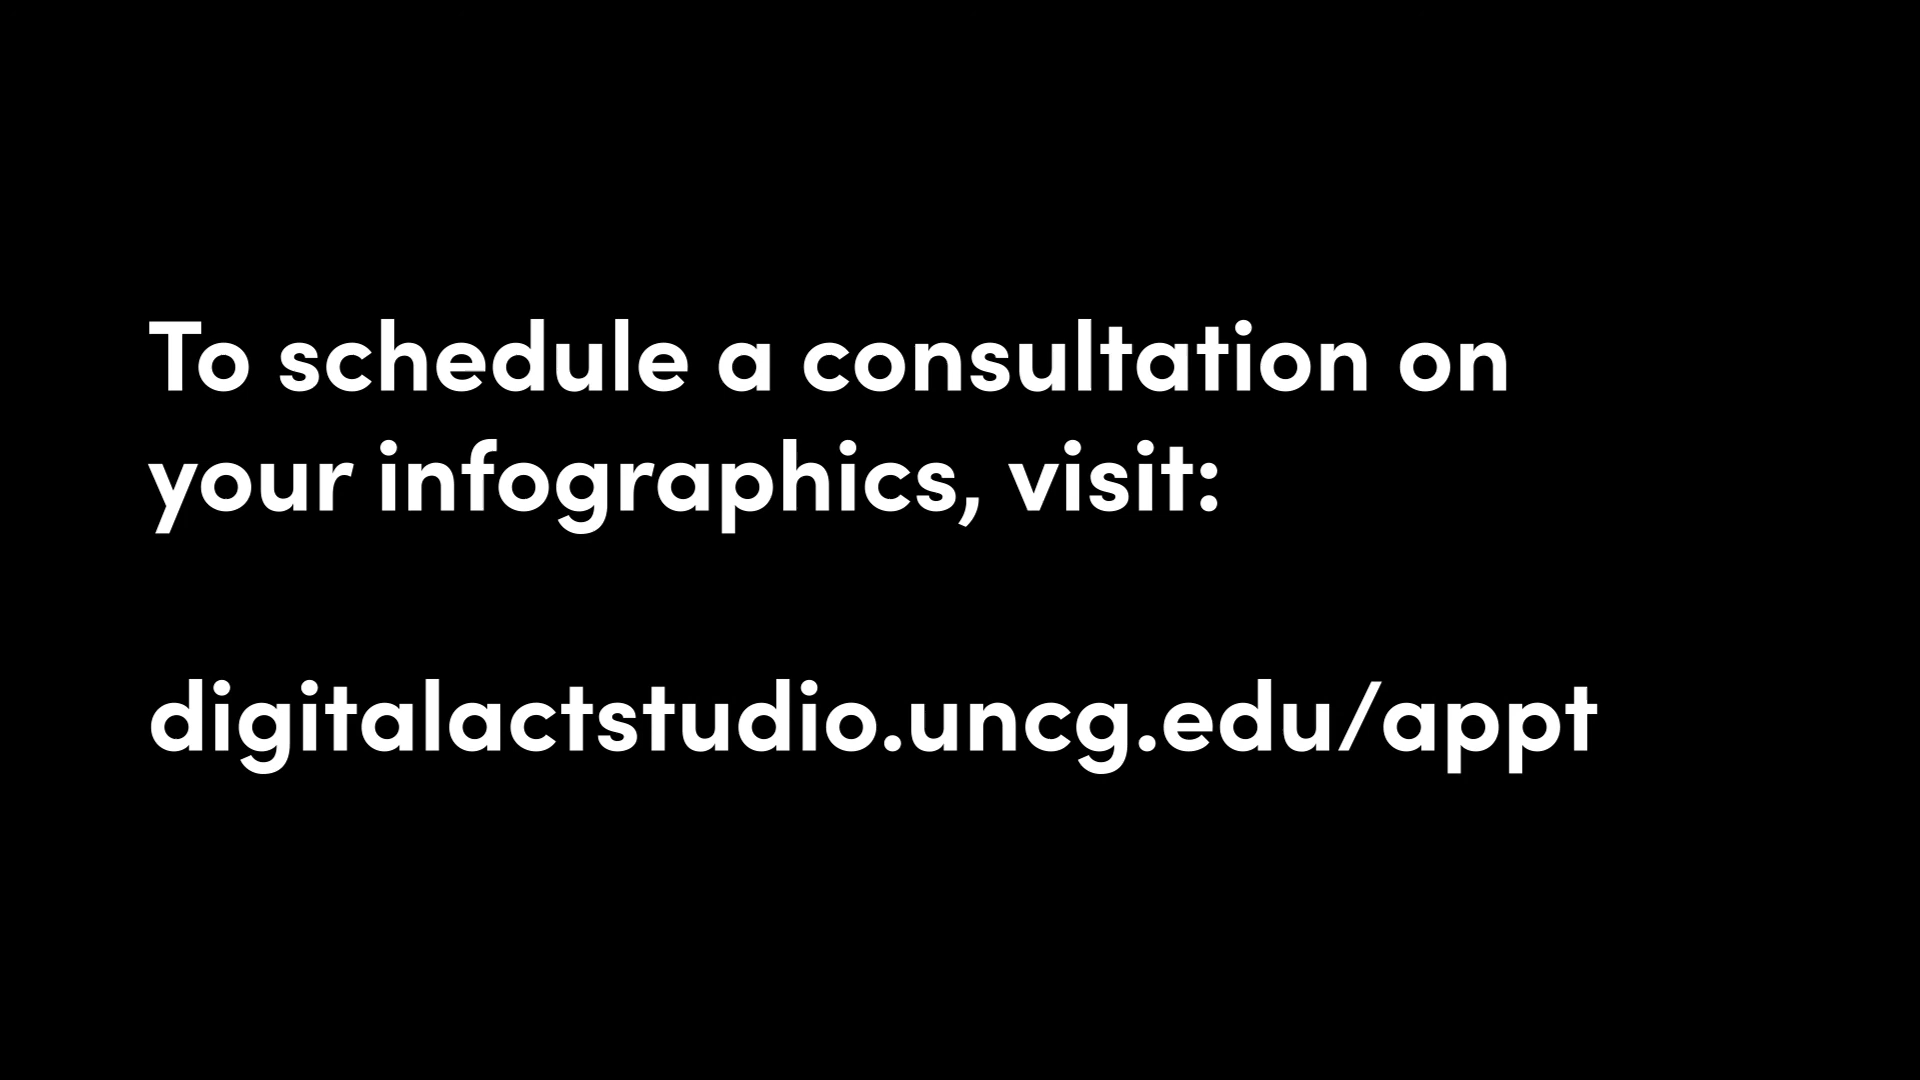 To schedule a consultation on
your infographics, visit:
digitalactstudio.uncg.edu/appt